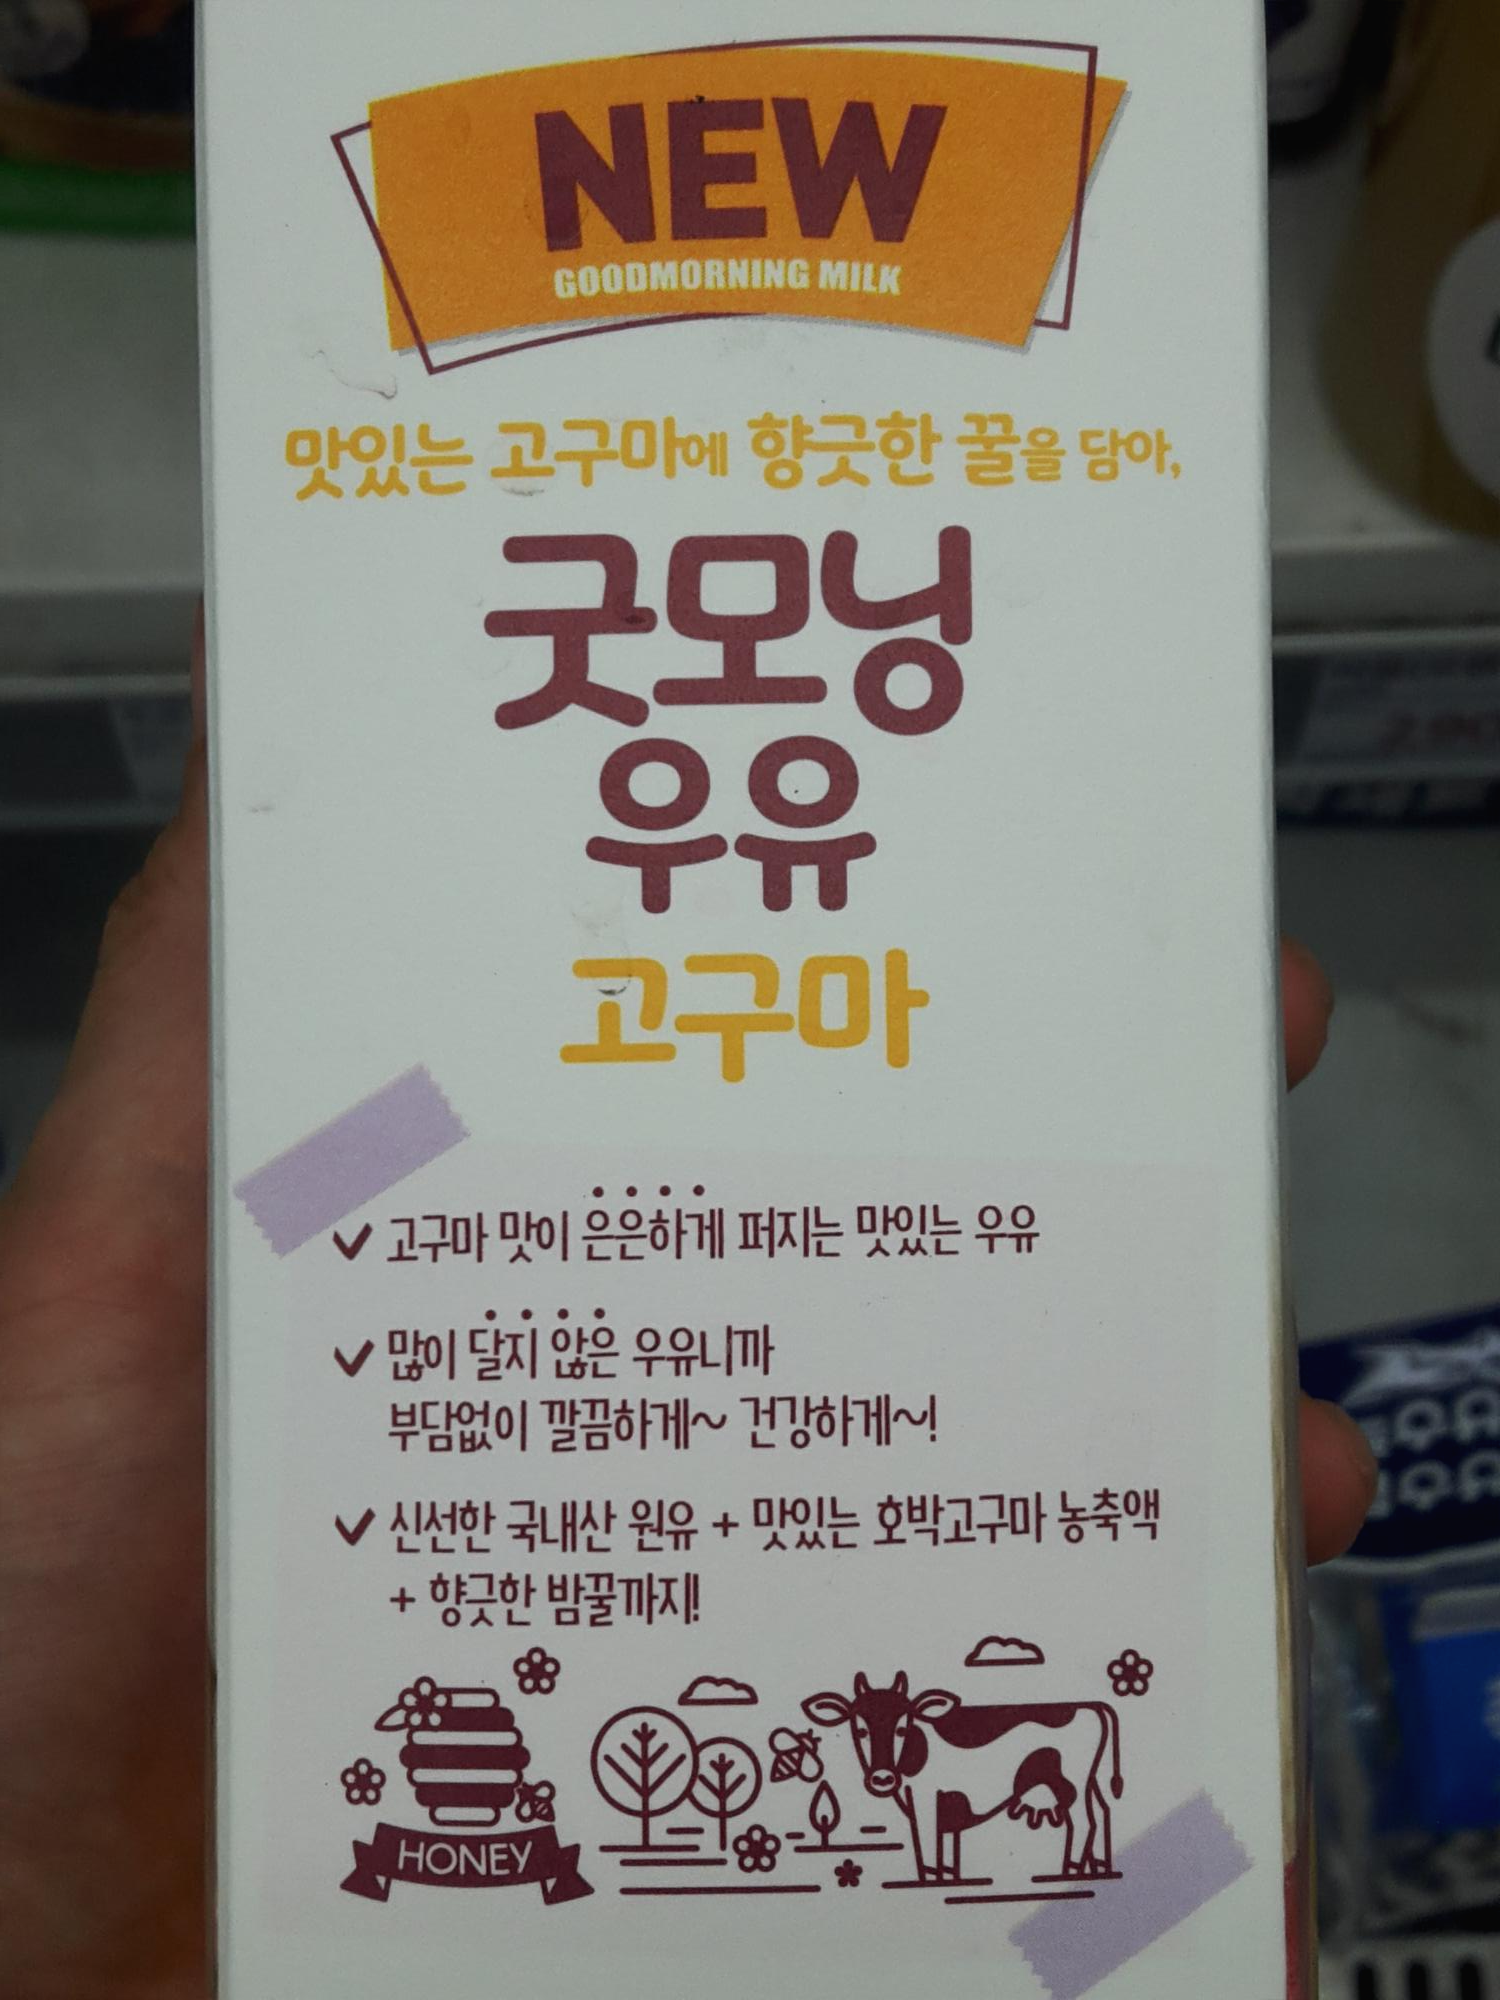 NEW
GOODMORNING MILK
맛있는 고구마에 향긋한 꿀을 담아,
굿모닝
우유
고구마
고구마 맛이 은은하게 퍼지는 맛있는 우유
많이 달지 않은 우유니까
부담없이 깔끔하게~ 건강하게~!
신선한 국내산 원유 + 맛있는 호박고구마 농축액
+ 향긋한 밤꿀까지!
HONEY